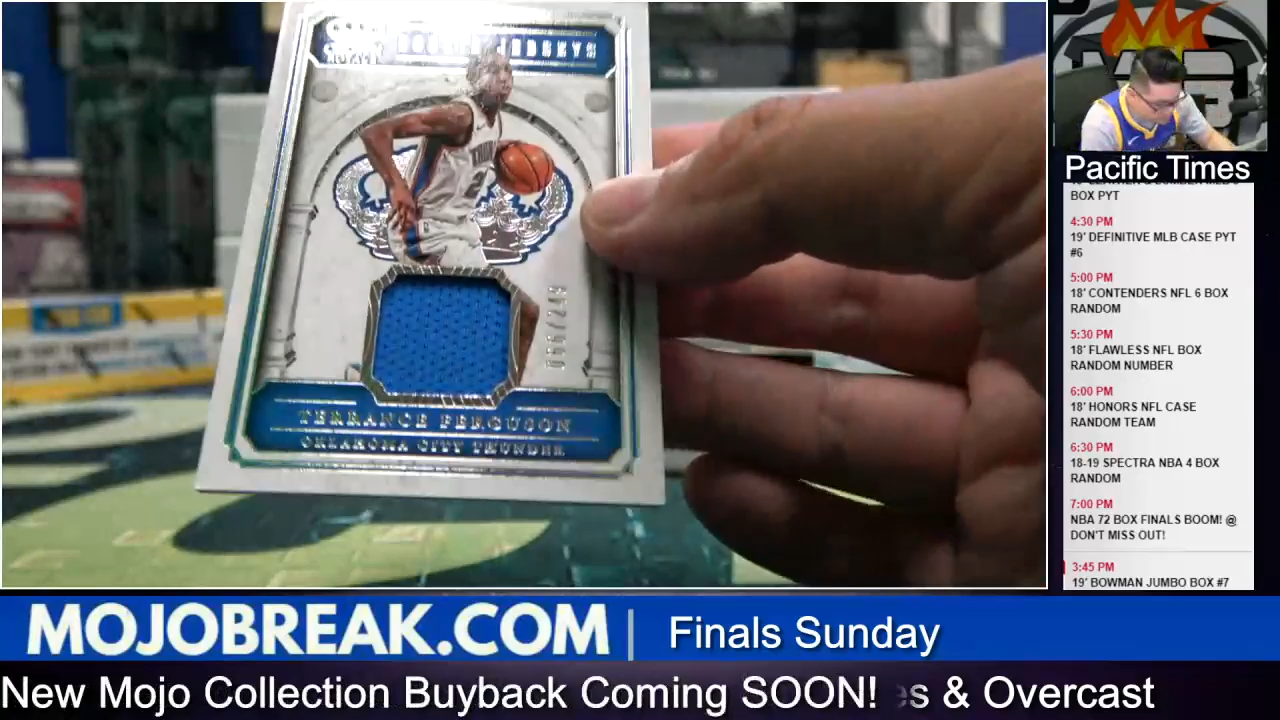 JERSEYS
THUNDER
2
TERRANCE FERGUSON
OKLAHOMA CITY THUNDER
Pacific Times
BOX PYT
4:30 PM
19' DEFINITIVE MLB CASE PYT
#6
5:00 PM
18' CONTENDERS NFL 6 BOX
RANDOM
5:30 PM
18' FLAWLESS NFL BOX
RANDOM NUMBER
6:00 PM
18' HONORS NFL CASE
RANDOM TEAM
6:30 PM
18-19 SPECTRA NBA 4 BOX
RANDOM
7:00 PM
NBA 72 BOX FINALS BOOM! @
DON'T MISS OUT!
3:45 PM
19' BOWMAN JUMBO BOX #7
MOJOBREAK.COM | Finals Sunday
New Mojo Collection Buyback Coming SOON! es & Overcast